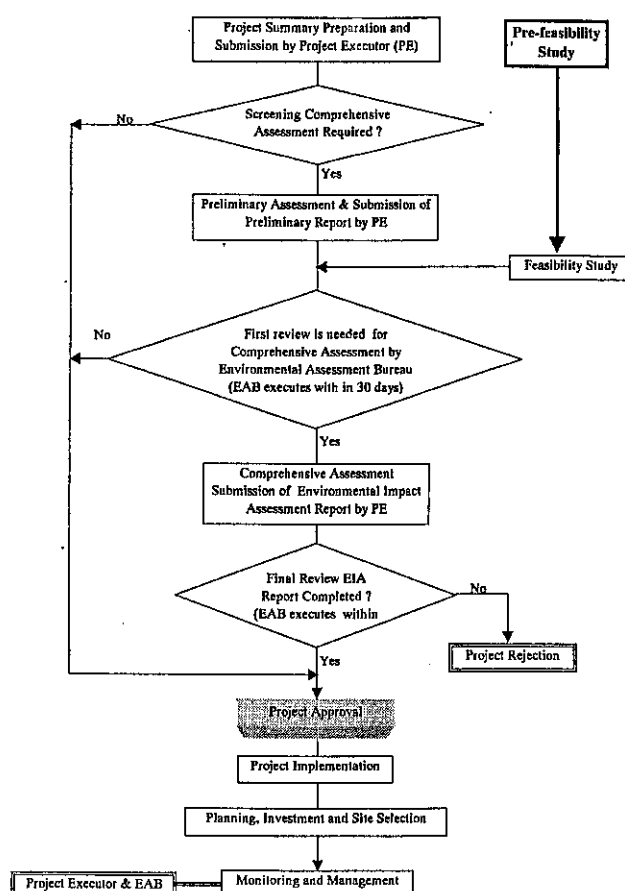 Project Summary Preparation and
Submission by Project Executor (PE)
Pre-feasibility
Study
Screening Comprehensive
Assessment Required ?
No
Yes
Preliminary Assessment & Submission of
Preliminary Report by PE
Feasibility Study
First review is needed for
Comprehensive Assessment by
Environmental Assessment Bureau
(EAB executes with in 30 days)
No
Yes
Comprehensive Assessment
Submission of Environmental Impact
Assessment Report by PE
Final Review EIA
Report Completed ?
(EAB executes within
No
Project Rejection
Yes
Project Approval
Project Implementation
Planning, Investment and Site Selection
Project Executor & EAB
Monitoring and Management